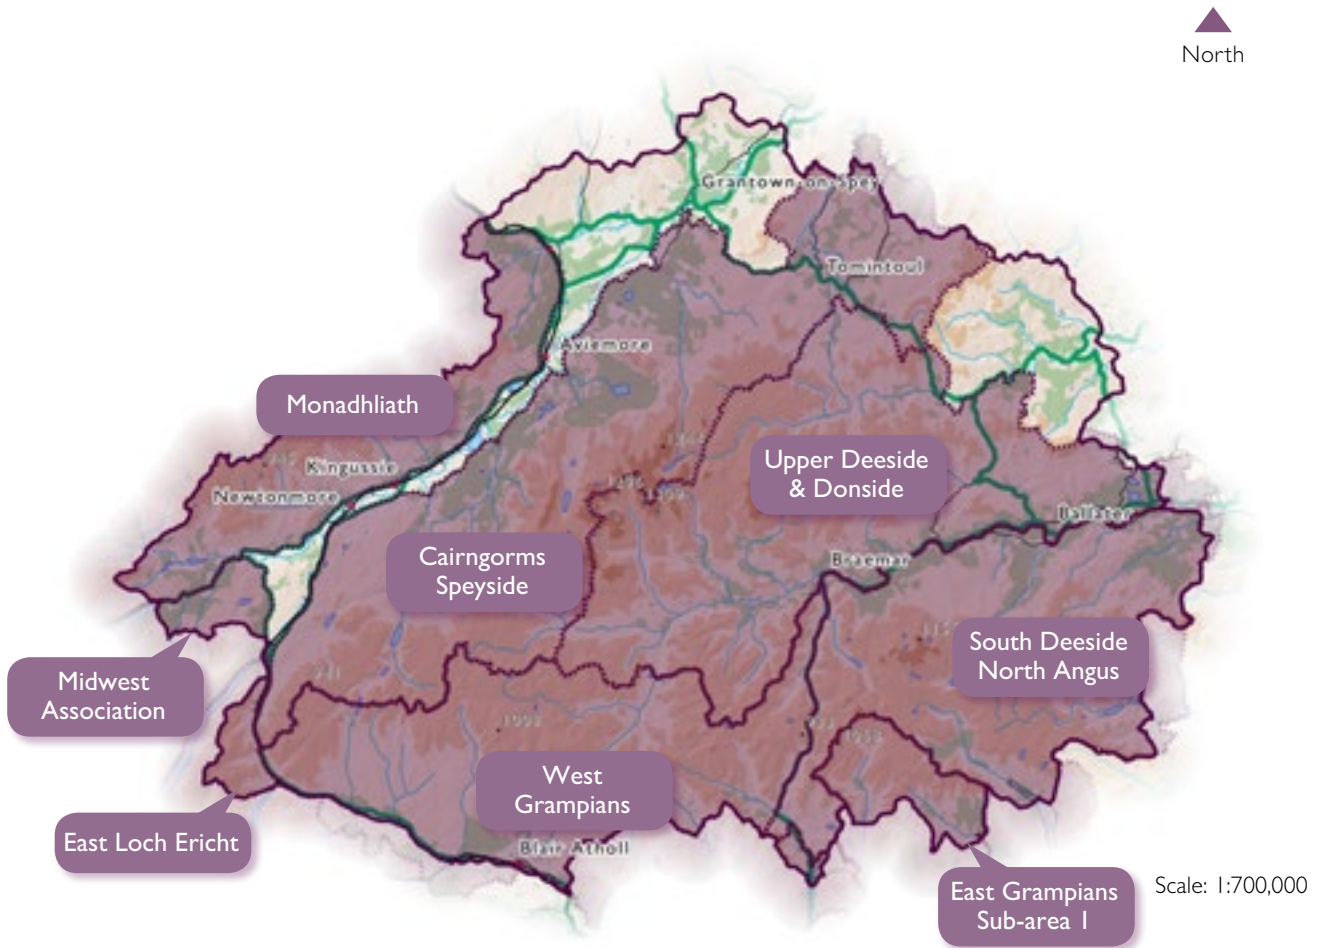 North
Grantown-on-Spey
Tomintoul
Aviemore
Monadhliath
Kingussie
Newtonmore
Upper Deeside
& Donside
Ballater
Braemar
Cairngorms
Speyside
South Deeside
North Angus
Midwest
Association
West
Grampians
East Loch Ericht
Blair Atholl
East Grampians
Sub-area 1
Scale: 1:700,000